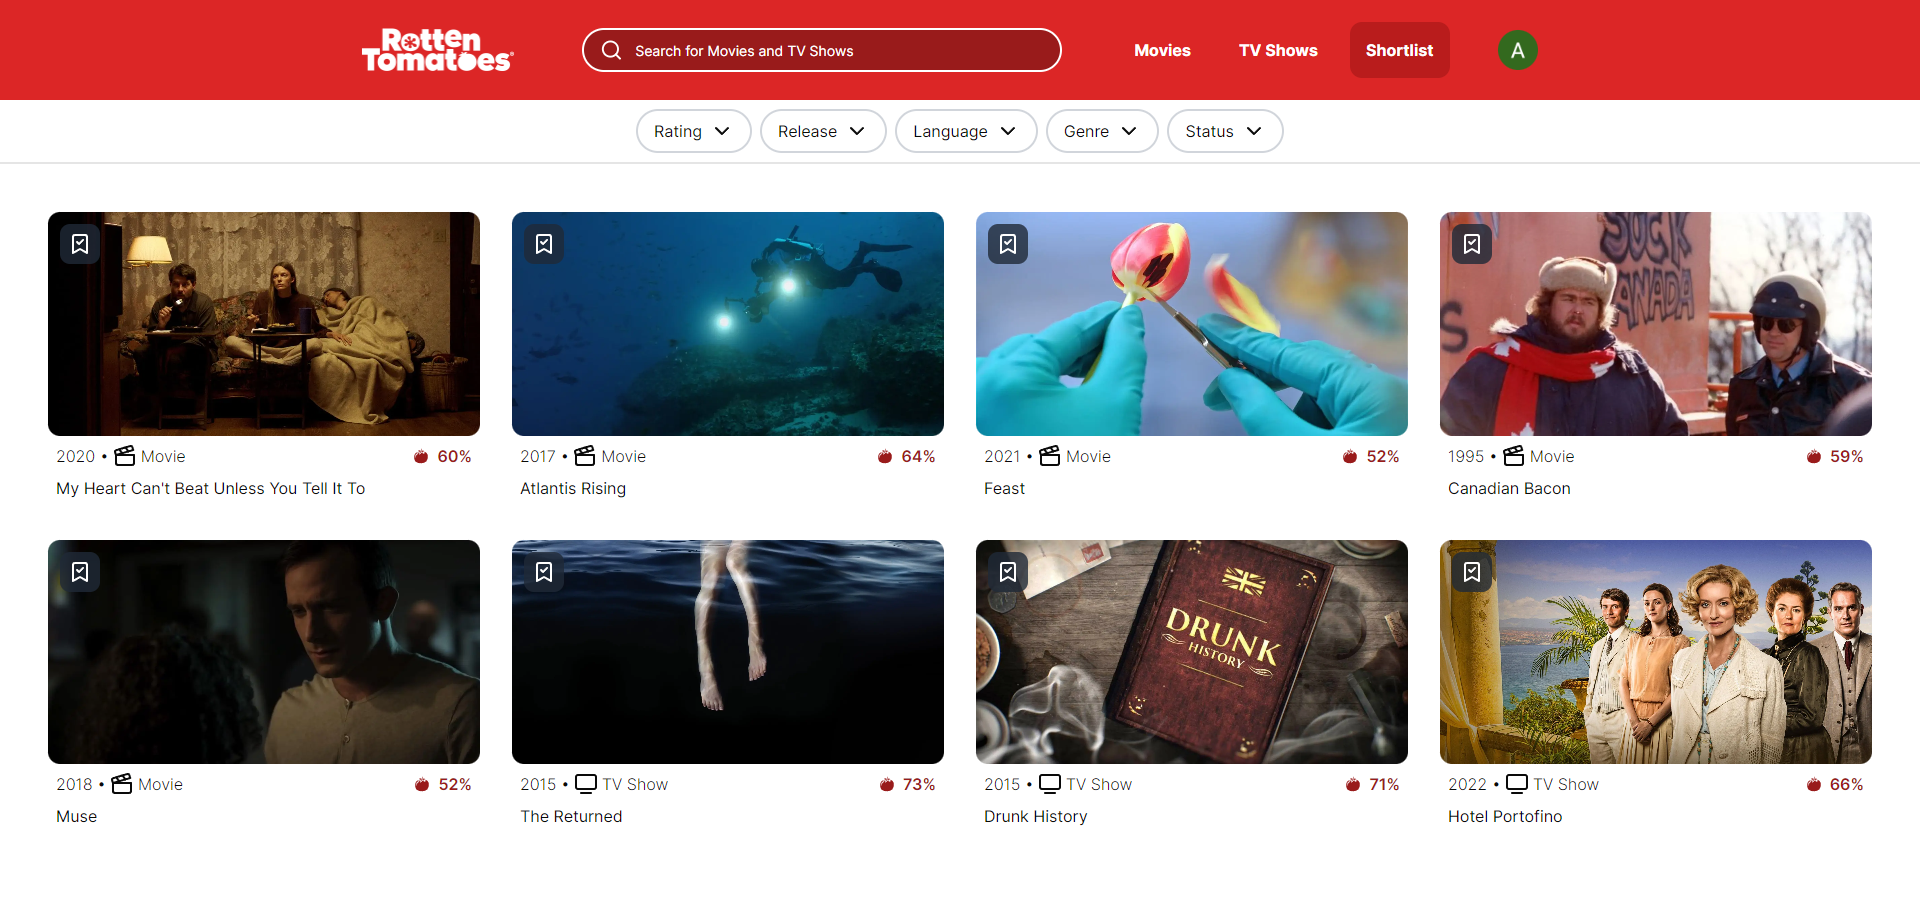 Rotten
Tomatoes
Search for Movies and TV Shows
Movies
TV Shows
Shortlist
A
Rating
Release
Language
Genre
Status
SUCK
CANADA
S
2020 • Movie
60%
My Heart Can't Beat Unless You Tell It To
2017 • Movie
64%
Atlantis Rising
2021 • Movie
52%
Feast
1995 • Movie
59%
Canadian Bacon
DRUNK
HISTORY
2018 • Movie
52%
Muse
2015 • TV Show
73%
The Returned
2015 • TV Show
71%
Drunk History
2022 • TV Show
66%
Hotel Portofino